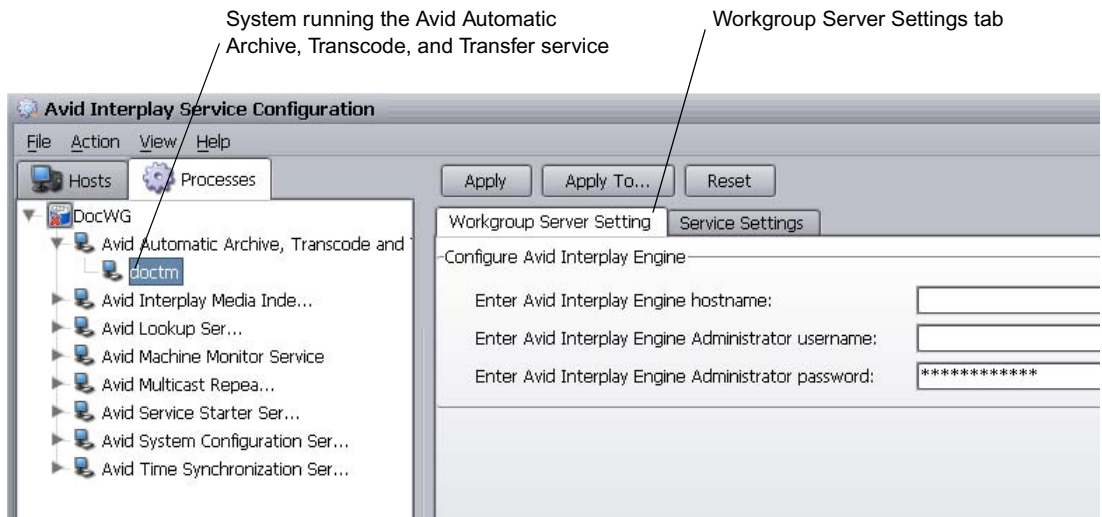 System running the Avid Automatic
Archive, Transcode, and Transfer service
Workgroup Server Settings tab
Avid Interplay Service Configuration
File Action View Help
Hosts Processes
Apply Apply To... Reset
DocWG
Avid Automatic Archive, Transcode and
doctm
Avid Interplay Media Inde...
Avid Lookup Ser...
Avid Machine Monitor Service
Avid Multicast Repea...
Avid Service Starter Ser...
Avid System Configuration Ser...
Avid Time Synchronization Ser...
Workgroup Server Setting Service Settings
Configure Avid Interplay Engine
Enter Avid Interplay Engine hostname:
Enter Avid Interplay Engine Administrator username:
Enter Avid Interplay Engine Administrator password: ************